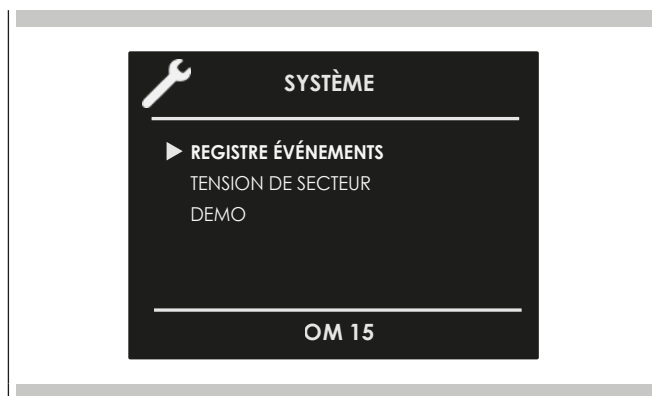 SYSTÈME
REGISTRE ÉVÉNEMENTS
TENSION DE SECTEUR
DEMO
OM 15